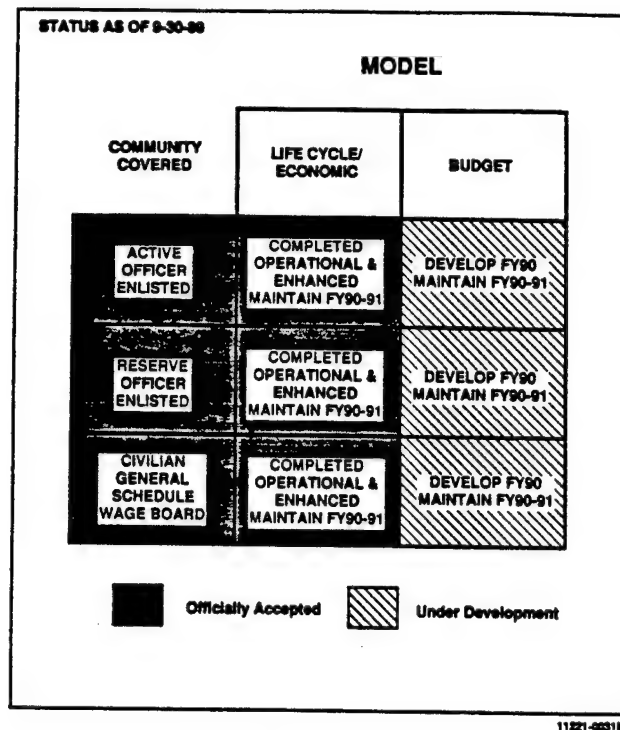 STATUS AS OF 9-30-89
MODEL
COMMUNITY
COVERED
LIFE CYCLE/
ECONOMIC
BUDGET
ACTIVE
OFFICER
ENLISTED
COMPLETED
OPERATIONAL &
ENHANCED
MAINTAIN FY90-91
DEVELOP FY90
MAINTAIN FY90-91
RESERVE
OFFICER
ENLISTED
COMPLETED
OPERATIONAL &
ENHANCED
MAINTAIN FY90-91
DEVELOP FY90
MAINTAIN FY90-91
CIVILIAN
GENERAL
SCHEDULE
WAGE BOARD
COMPLETED
OPERATIONAL &
ENHANCED
MAINTAIN FY90-91
DEVELOP FY90
MAINTAIN FY90-91
Officially Accepted
Under Development